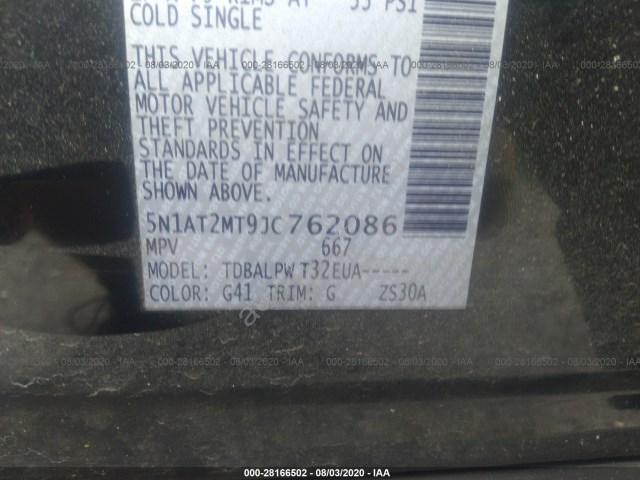 COLD SINGLE
THIS VEHICLE CONFORMS TO
ALL APPLICABLE FEDERAL
MOTOR VEHICLE SAFETY AND
THEFT PREVENTION
STANDARDS IN EFFECT ON
THE DATE OF MANUFACTURE
SHOWN ABOVE.
5N1AT2MT9JC762086
MPV 667
MODEL: TDBALPW T32EUA-----
COLOR: G41 TRIM: G ZS30A
000-28166502 - 08/03/2020 - IAA